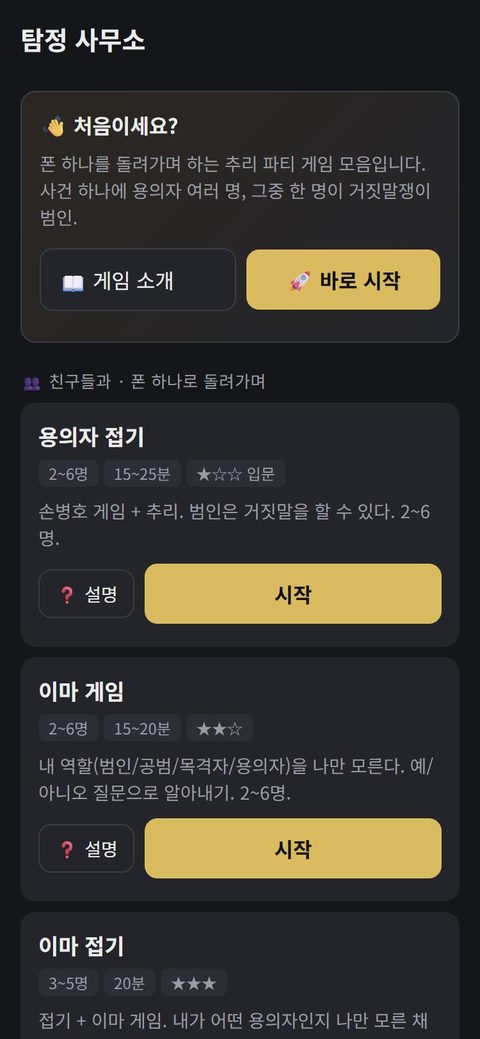 탐정 사무소
👋 처음이세요?
폰 하나를 돌려가며 하는 추리 파티 게임 모음입니다.
사건 하나에 용의자 여러 명, 그중 한 명이 거짓말쟁이
범인.
📖 게임 소개
🚀 바로 시작
👥 친구들과 · 폰 하나로 돌려가며
용의자 접기
2~6명 15~25분 ★☆☆ 입문
손병호 게임 + 추리. 범인은 거짓말을 할 수 있다. 2~6
명.
❓ 설명
시작
이마 게임
2~6명 15~20분 ★★☆
내 역할(범인/공범/목격자/용의자)을 나만 모른다. 예/
아니오 질문으로 알아내기. 2~6명.
❓ 설명
시작
이마 접기
3~5명 20분 ★★★
접기 + 이마 게임. 내가 어떤 용의자인지 나만 모른 채